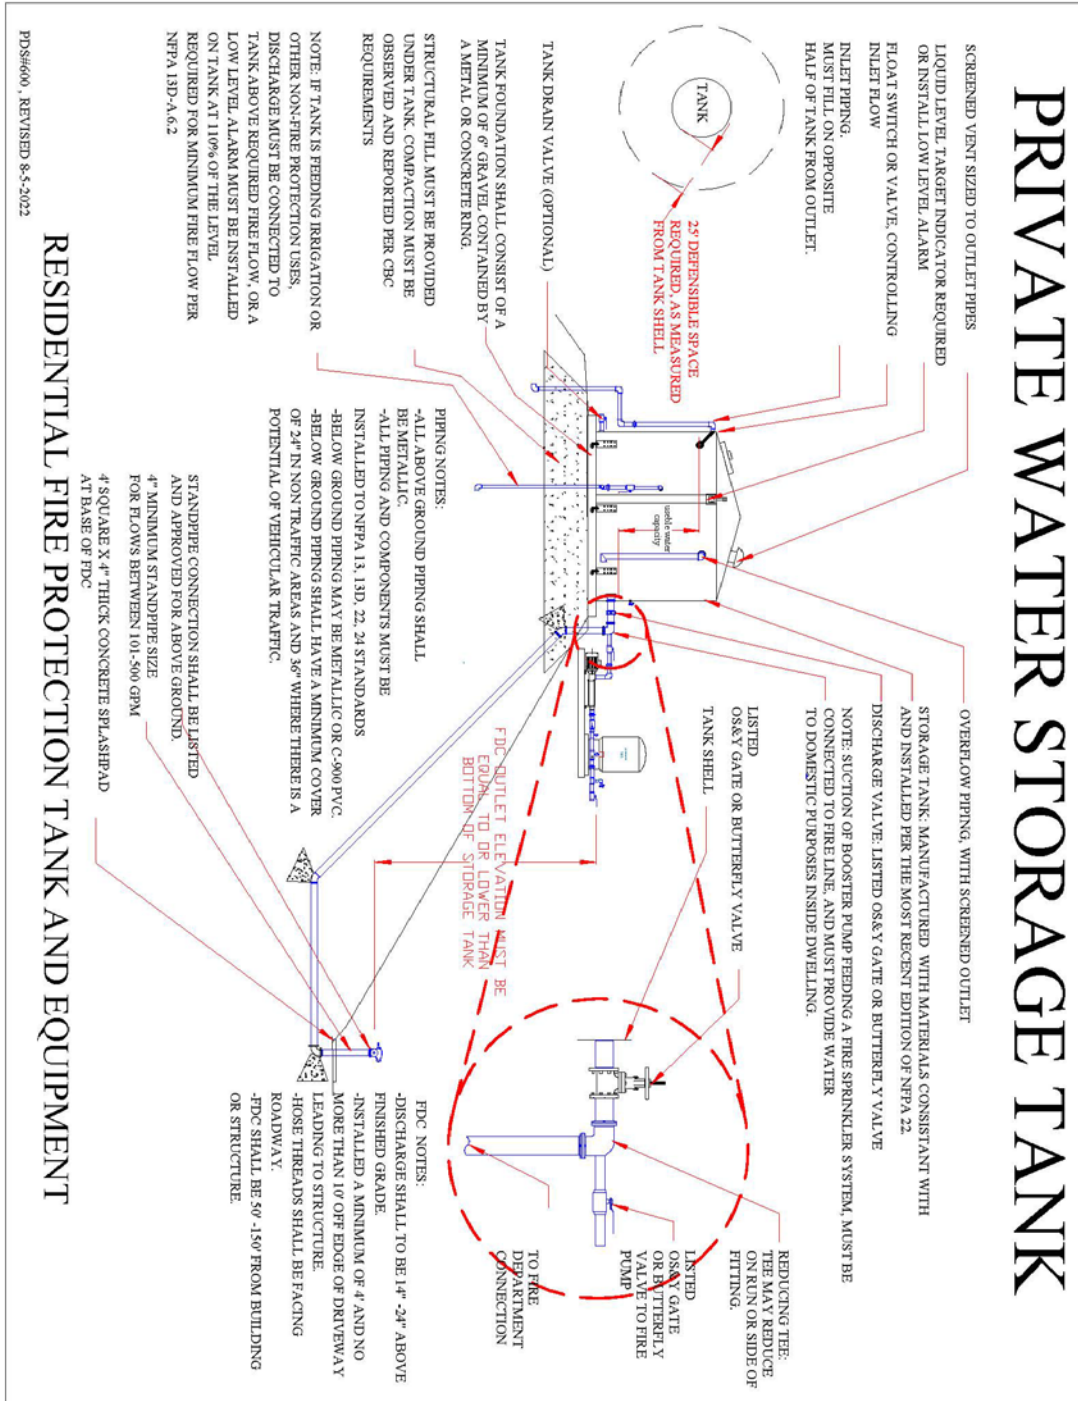 PRIVATE WATER STORAGE TANK
SCREENED VENT SIZED TO OUTLET PIPES
LIQUID LEVEL TARGET INDICATOR REQUIRED
OR INSTALL LOW LEVEL ALARM
FLOAT SWITCH OR VALVE, CONTROLLING
INLET FLOW
INLET PIPING.
MUST FILL ON OPPOSITE
HALF OF TANK FROM OUTLET.
TANK
25' DEFENSIBLE SPACE
REQUIRED, AS MEASURED
FROM TANK SHELL
TANK DRAIN VALVE (OPTIONAL)
TANK FOUNDATION SHALL CONSIST OF A
MINIMUM OF 6" GRAVEL CONTAINED BY
A METAL OR CONCRETE RING.
STRUCTURAL FILL MUST BE PROVIDED
UNDER TANK. COMPACTION MUST BE
OBSERVED AND REPORTED PER CBC
REQUIREMENTS
NOTE: IF TANK IS FEEDING IRRIGATION OR
OTHER NON-FIRE PROTECTION USES,
DISCHARGE MUST BE CONNECTED TO
TANK ABOVE REQUIRED FIRE FLOW, OR A
LOW LEVEL ALARM MUST BE INSTALLED
ON TANK AT 110% OF THE LEVEL
REQUIRED FOR MINIMUM FIRE FLOW PER
NFPA 13D-A.6.2
useble water
capacity
OVERFLOW PIPING, WITH SCREENED OUTLET
STORAGE TANK: MANUFACTURED WITH MATERIALS CONSISTANT WITH
AND INSTALLED PER THE MOST RECENT EDITION OF NFPA 22.
DISCHARGE VALVE: LISTED OS&Y GATE OR BUTTERFLY VALVE
NOTE: SUCTION OF BOOSTER PUMP FEEDING A FIRE SPRINKLER SYSTEM, MUST BE
CONNECTED TO FIRE LINE, AND MUST PROVIDE WATER
TO DOMESTIC PURPOSES INSIDE DWELLING.
LISTED
OS&Y GATE OR BUTTERFLY VALVE
TANK SHELL
REDUCING TEE:
TEE MAY REDUCE
ON RUN OR SIDE OF
FITTING.
LISTED
OS&Y GATE
OR BUTTERFLY
VALVE TO FIRE
PUMP
TO FIRE
DEPARTMENT
CONNECTION
FDC OUTLET ELEVATION MUST BE
EQUAL TO OR LOWER THAN
BOTTOM OF STORAGE TANK
PIPING NOTES:
-ALL ABOVE GROUND PIPING SHALL
BE METALLIC.
-ALL PIPING AND COMPONENTS MUST BE
INSTALLED TO NFPA 13, 13D, 22, 24 STANDARDS
-BELOW GROUND PIPING MAY BE METALLIC OR C-900 PVC.
-BELOW GROUND PIPING SHALL HAVE A MINIMUM COVER
OF 24" IN NON TRAFFIC AREAS AND 36" WHERE THERE IS A
POTENTIAL OF VEHICULAR TRAFFIC.
STANDPIPE CONNECTION SHALL BE LISTED
AND APPROVED FOR ABOVE GROUND.
4" MINIMUM STANDPIPE SIZE
FOR FLOWS BETWEEN 101-500 GPM
4' SQUARE X 4" THICK CONCRETE SPLASHPAD
AT BASE OF FDC
FDC NOTES:
-DISCHARGE SHALL TO BE 14" -24" ABOVE
FINISHED GRADE.
-INSTALLED A MINIMUM OF 4' AND NO
MORE THAN 10' OFF EDGE OF DRIVEWAY
LEADING TO STRUCTURE.
-HOSE THREADS SHALL BE FACING
ROADWAY.
-FDC SHALL BE 50' -150' FROM BUILDING
OR STRUCTURE.
RESIDENTIAL FIRE PROTECTION TANK AND EQUIPMENT
PDS#600 , REVISED 8-5-2022